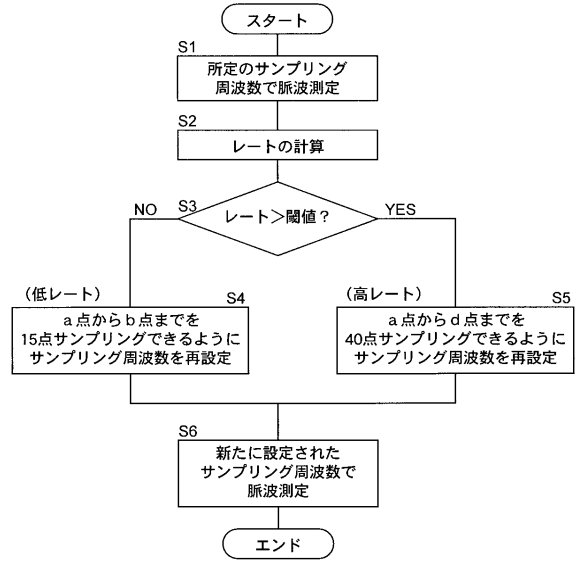 スタート
S1
所定のサンプリング
周波数で脈波測定
S2
レートの計算
S3
レート＞閾値？
NO
YES
（低レート）
S4
ａ点からｂ点までを
15点サンプリングできるように
サンプリング周波数を再設定
（高レート）
S5
ａ点からｄ点までを
40点サンプリングできるように
サンプリング周波数を再設定
S6
新たに設定された
サンプリング周波数で
脈波測定
エンド